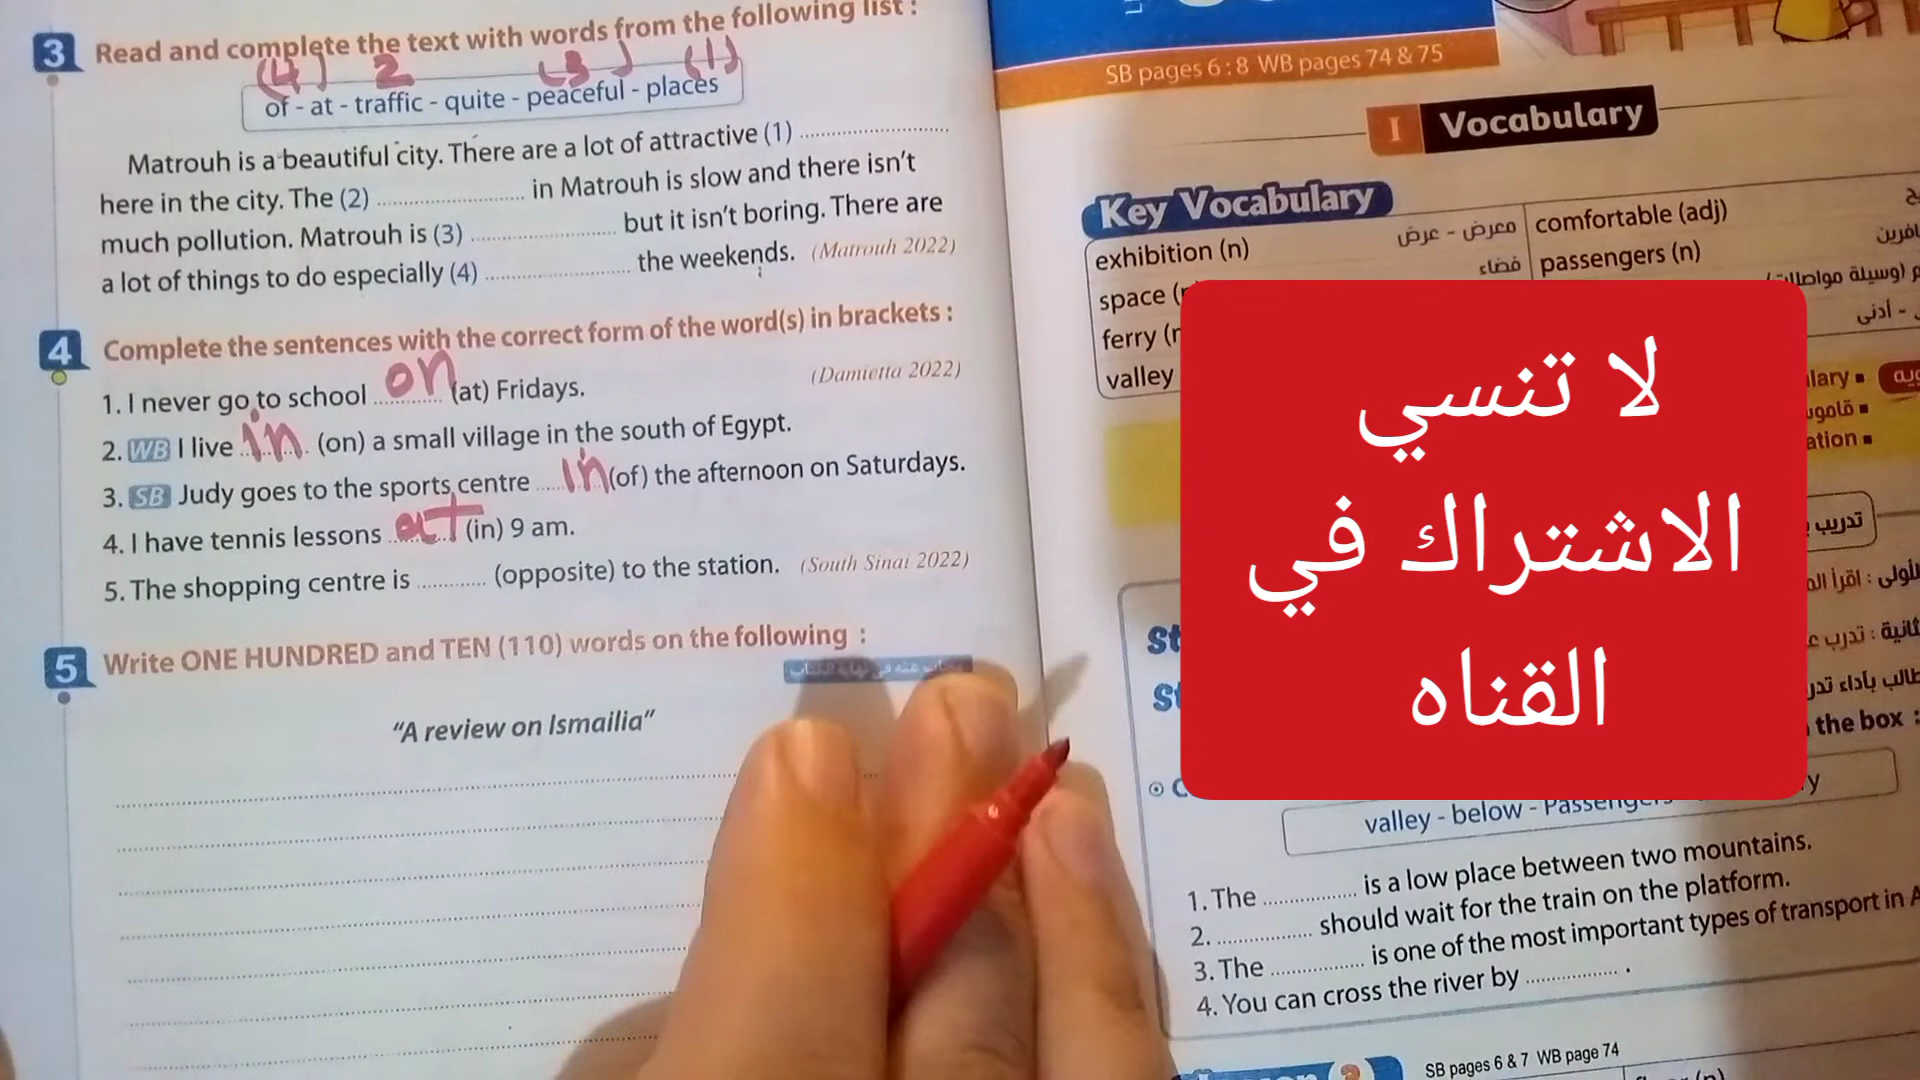 3 Read and complete the text with words from the following list :
(4) 2 (3) (1)
of - at - traffic - quite - peaceful - places
Matrouh is a beautiful city. There are a lot of attractive (1) ..............................
here in the city. The (2) .............................. in Matrouh is slow and there isn't
much pollution. Matrouh is (3) .............................. but it isn't boring. There are
a lot of things to do especially (4) .............................. the weekends. (Matrouh 2022)
4 Complete the sentences with the correct form of the word(s) in brackets :
1. I never go to school on (at) Fridays. (Damietta 2022)
2. WB I live in (on) a small village in the south of Egypt.
3. SB Judy goes to the sports centre in (of) the afternoon on Saturdays.
4. I have tennis lessons at (in) 9 am.
5. The shopping centre is ............ (opposite) to the station. (South Sinai 2022)
5 Write ONE HUNDRED and TEN (110) words on the following :
"A review on Ismailia"
SB pages 6 : 8 WB pages 74 & 75
I Vocabulary
Key Vocabulary
exhibition (n) معرض - عرض comfortable (adj)
space فضاء passengers (n)
ferry
valley
أدنى -
قاموس
تدريب
the box :
لا تنسي
الاشتراك في
القناه
valley - below - Passengers
1. The .................. is a low place between two mountains.
2. .................. should wait for the train on the platform.
3. The .................. is one of the most important types of transport in
4. You can cross the river by .................. .
SB pages 6 & 7 WB page 74